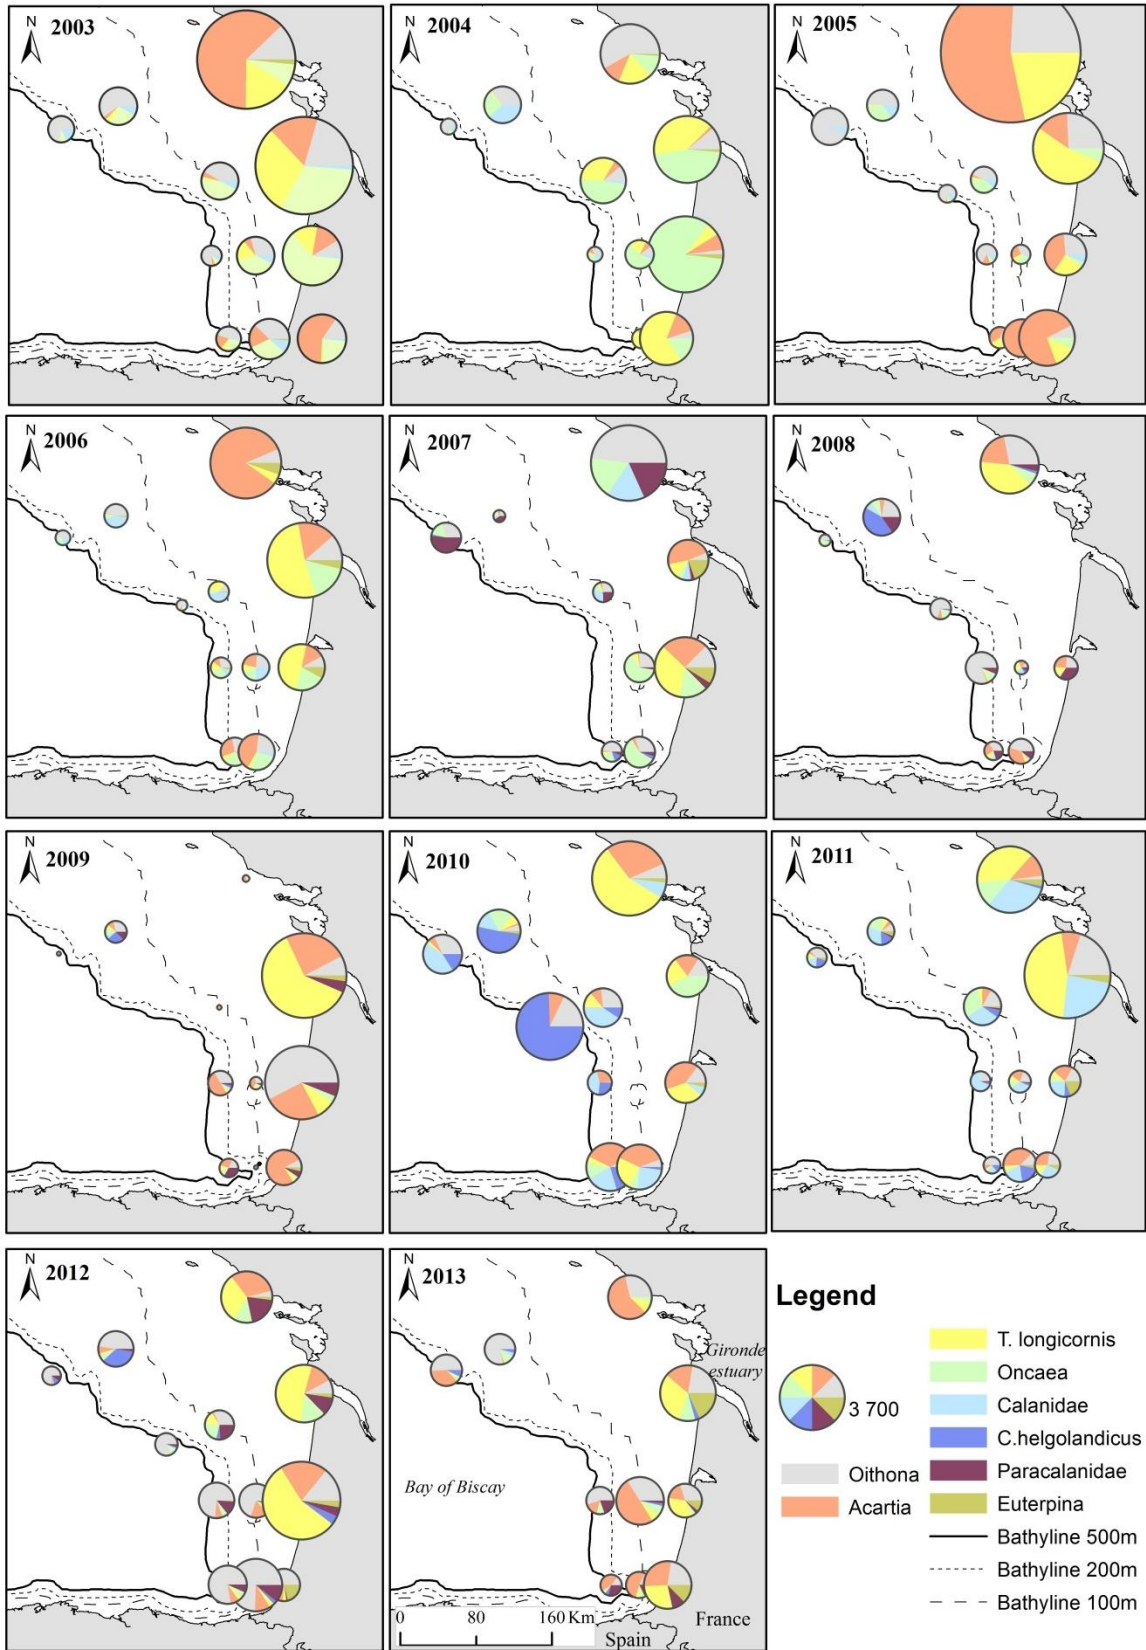 N
2003
N
2004
N
2005
N
2006
N
2007
N
2008
N
2009
N
2010
N
2011
N
2012
N
2013
Gironde
estuary
Bay of Biscay
0 80 160 Km
France
Spain
Legend
3 700
Oithona
Acartia
T. longicornis
Oncaea
Calanidae
C.helgolandicus
Paracalanidae
Euterpina
Bathyline 500m
Bathyline 200m
Bathyline 100m